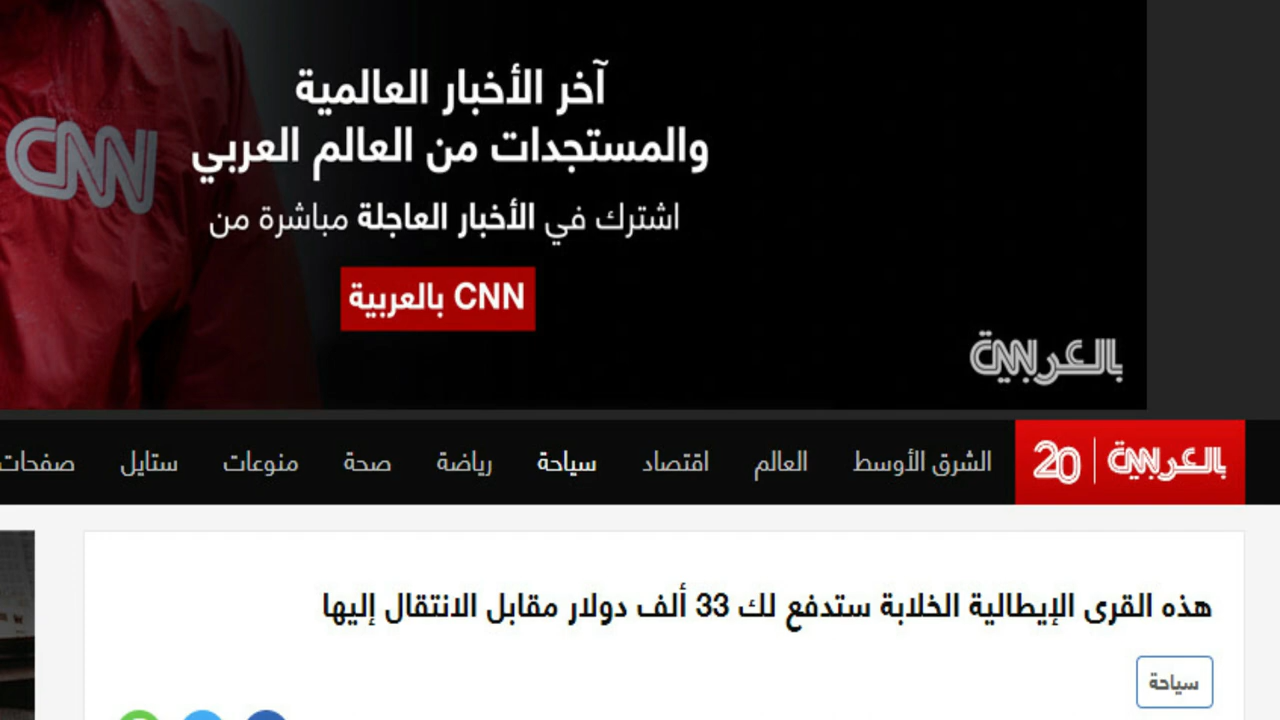 آخر الأخبار العالمية
والمستجدات من العالم العربي
CNN
اشترك في الأخبار العاجلة مباشرة من
CNN بالعربية
بالعربية
بالعربية | 20 الشرق الأوسط العالم اقتصاد سياحة رياضة صحة منوعات ستايل صفحات
هذه القرى الإيطالية الخلابة ستدفع لك 33 ألف دولار مقابل الانتقال إليها
سياحة